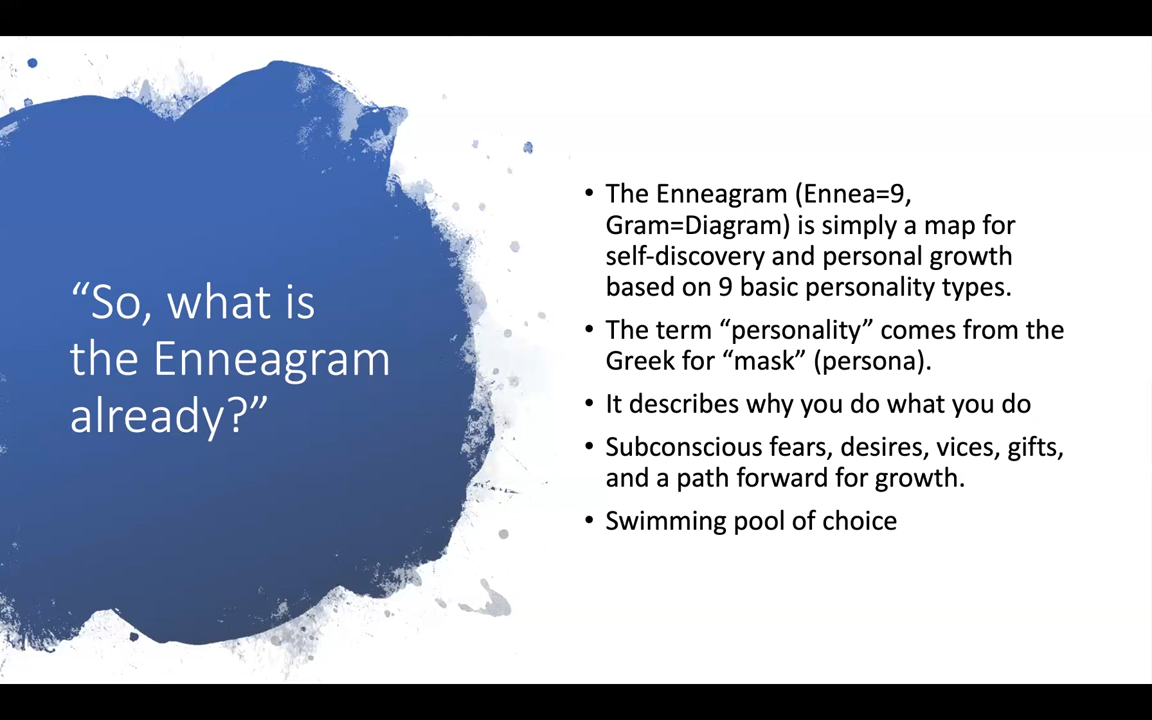 “So, what is
the Enneagram
already?”
• The Enneagram (Ennea=9,
Gram=Diagram) is simply a map for
self-discovery and personal growth
based on 9 basic personality types.
• The term “personality” comes from the
Greek for “mask” (persona).
• It describes why you do what you do
• Subconscious fears, desires, vices, gifts,
and a path forward for growth.
• Swimming pool of choice